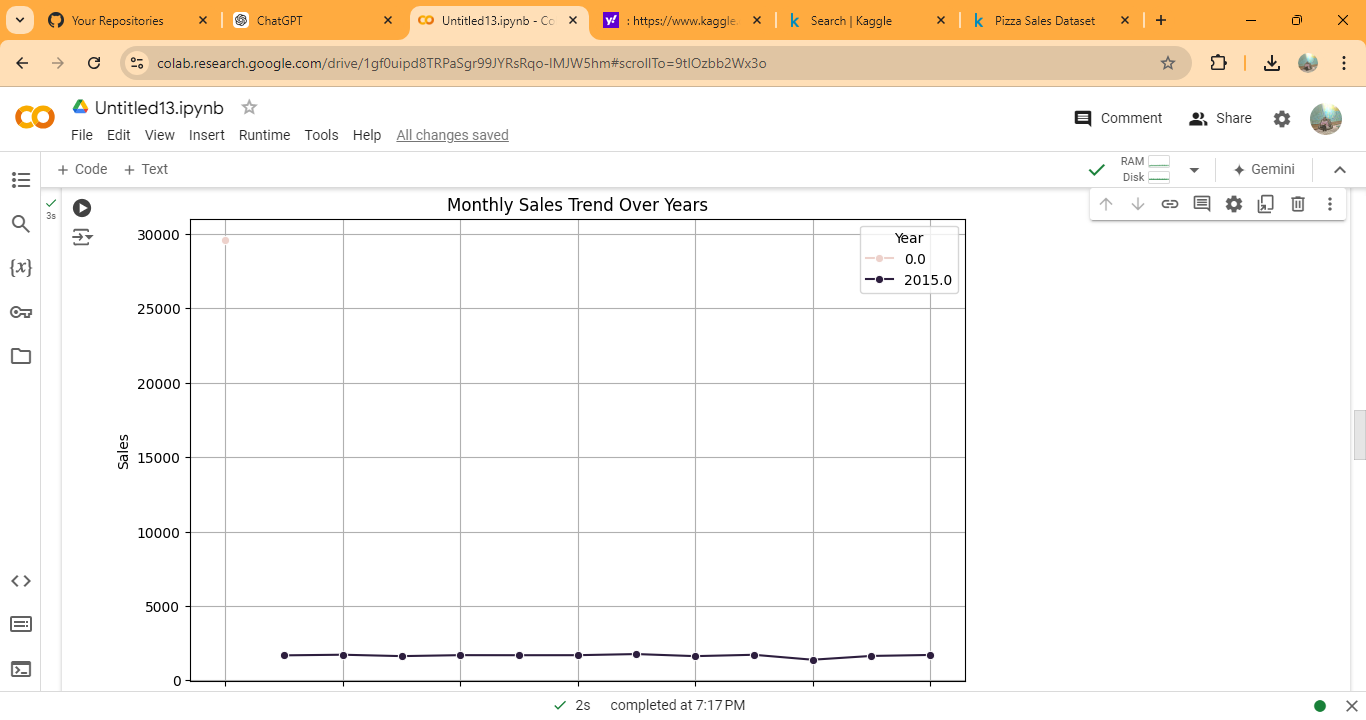 Your Repositories
ChatGPT
Untitled13.ipynb - Co
: https://www.kaggle.
Search | Kaggle
Pizza Sales Dataset
colab.research.google.com/drive/1gf0uipd8TRPaSgr99JYRsRqo-IMJW5hm#scrollTo=9tIOzbb2Wx3o
Untitled13.ipynb
File Edit View Insert Runtime Tools Help All changes saved
Comment
Share
+ Code + Text
RAM
Disk
Gemini
3s
{x}
Monthly Sales Trend Over Years
Year
0.0
2015.0
Sales
30000
25000
20000
15000
10000
5000
0
2s completed at 7:17 PM